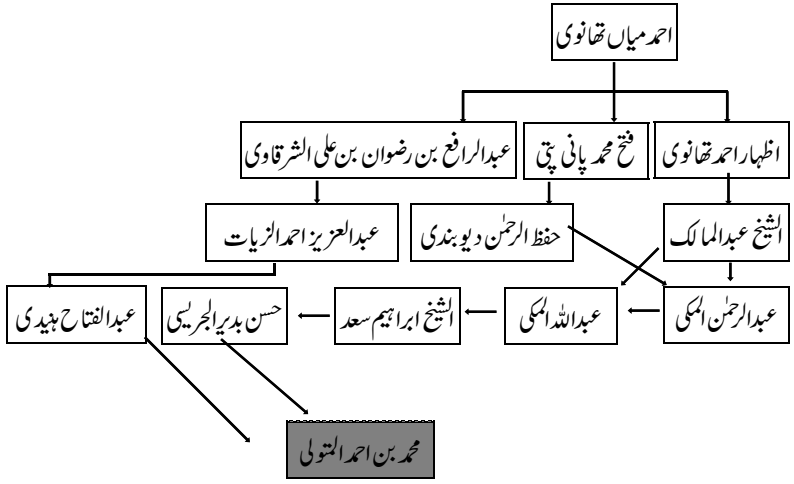 احمد میاں تھانوی
اظہار احمد تھانوی
فتح محمد پانی پتی
عبدالرافع بن رضوان بن علی الشرقاوی
الشیخ عبدالمالک
حفظ الرحمٰن دیوبندی
عبدالعزیز احمد الزیات
عبدالرحمٰن المکی
عبداللہ المکی
الشیخ ابراہیم سعد
حسن بدیر الجریسی
عبدالفتاح ہنیدی
محمد بن احمد المتولی